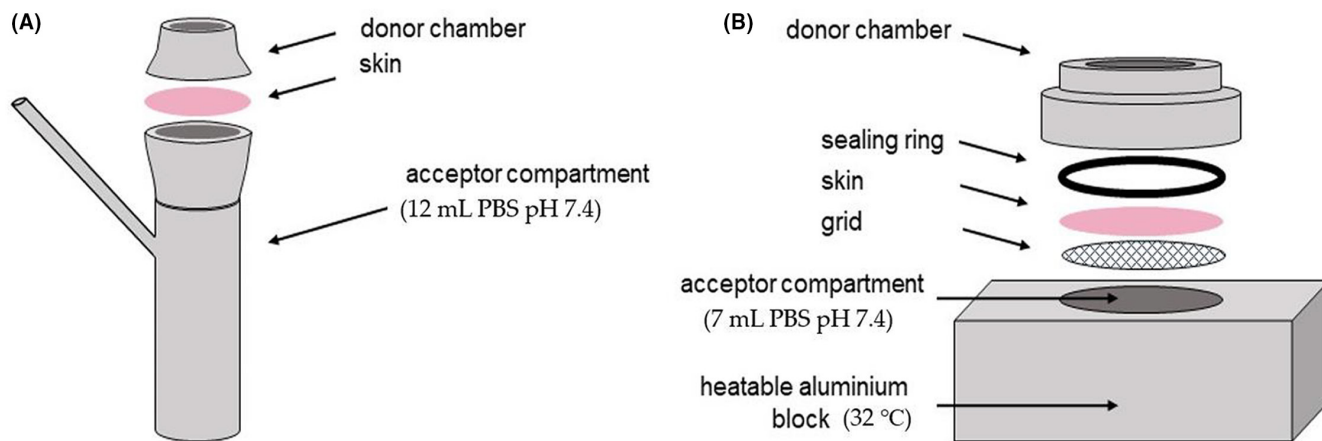 (A)
donor chamber
skin
acceptor compartment
(12 mL PBS pH 7.4)
(B)
donor chamber
sealing ring
skin
grid
acceptor compartment
(7 mL PBS pH 7.4)
heatable aluminium
block (32 °C)